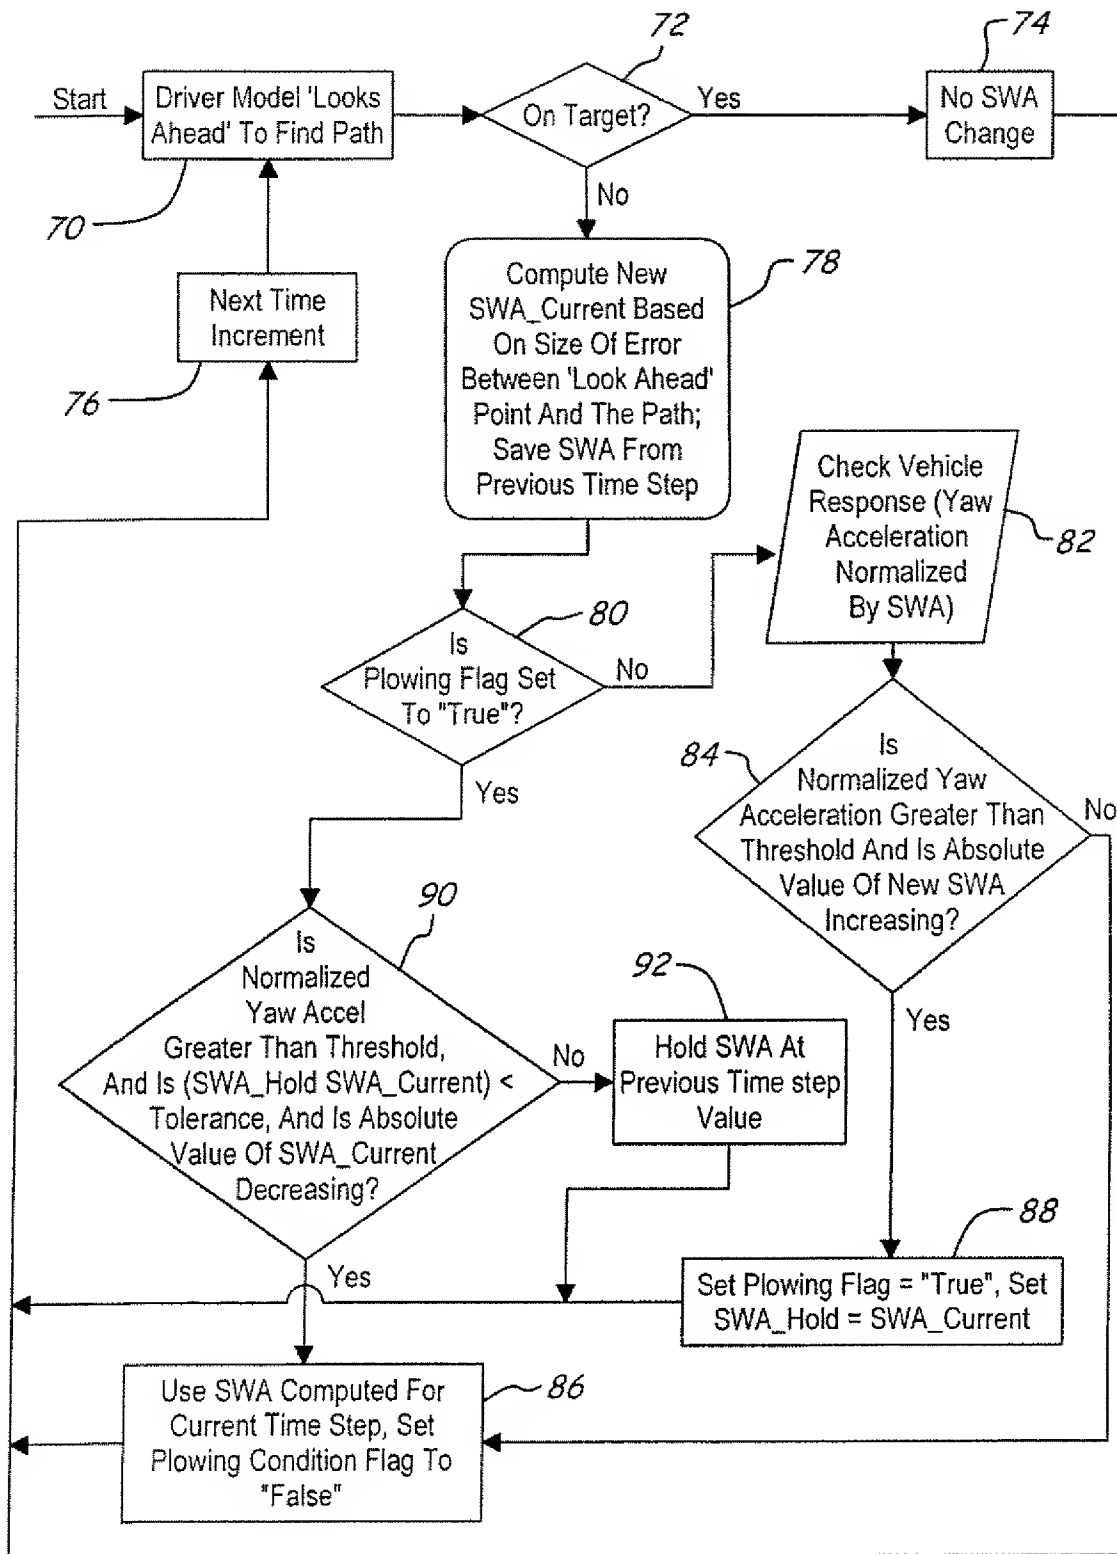 72
74
Start
Driver Model 'Looks
Ahead' To Find Path
On Target?
Yes
No SWA
Change
70
No
78
Next Time
Increment
76
Compute New
SWA_Current Based
On Size Of Error
Between 'Look Ahead'
Point And The Path;
Save SWA From
Previous Time Step
Check Vehicle
Response (Yaw
Acceleration
Normalized
By SWA)
82
80
Is
Plowing Flag Set
To "True"?
No
Yes
84
Is
Normalized Yaw
Acceleration Greater Than
Threshold And Is Absolute
Value Of New SWA
Increasing?
No
Yes
90
Is
Normalized
Yaw Accel
Greater Than Threshold,
And Is (SWA_Hold SWA_Current) <
Tolerance, And Is Absolute
Value Of SWA_Current
Decreasing?
No
92
Hold SWA At
Previous Time step
Value
Yes
88
Set Plowing Flag = "True", Set
SWA_Hold = SWA_Current
86
Use SWA Computed For
Current Time Step, Set
Plowing Condition Flag To
"False"